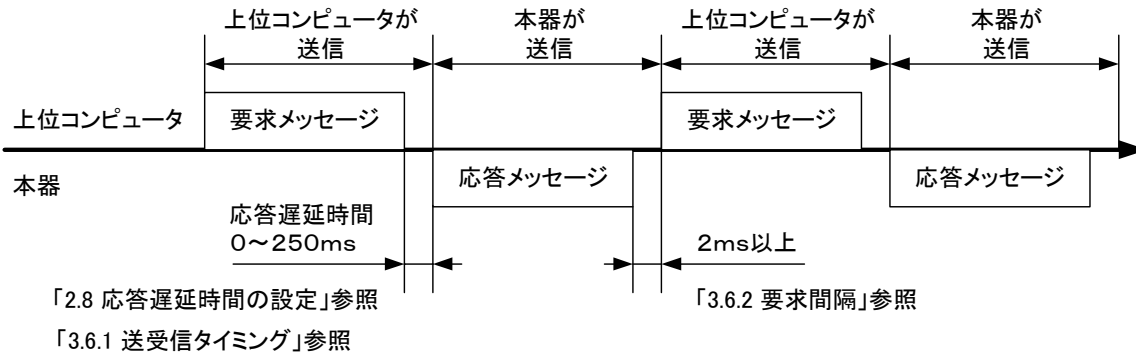 上位コンピュータが
送信
本器が
送信
上位コンピュータが
送信
本器が
送信
上位コンピュータ
要求メッセージ
要求メッセージ
本器
応答メッセージ
応答メッセージ
応答遅延時間
0～250ms
2ms以上
「2.8 応答遅延時間の設定」参照
「3.6.2 要求間隔」参照
「3.6.1 送受信タイミング」参照